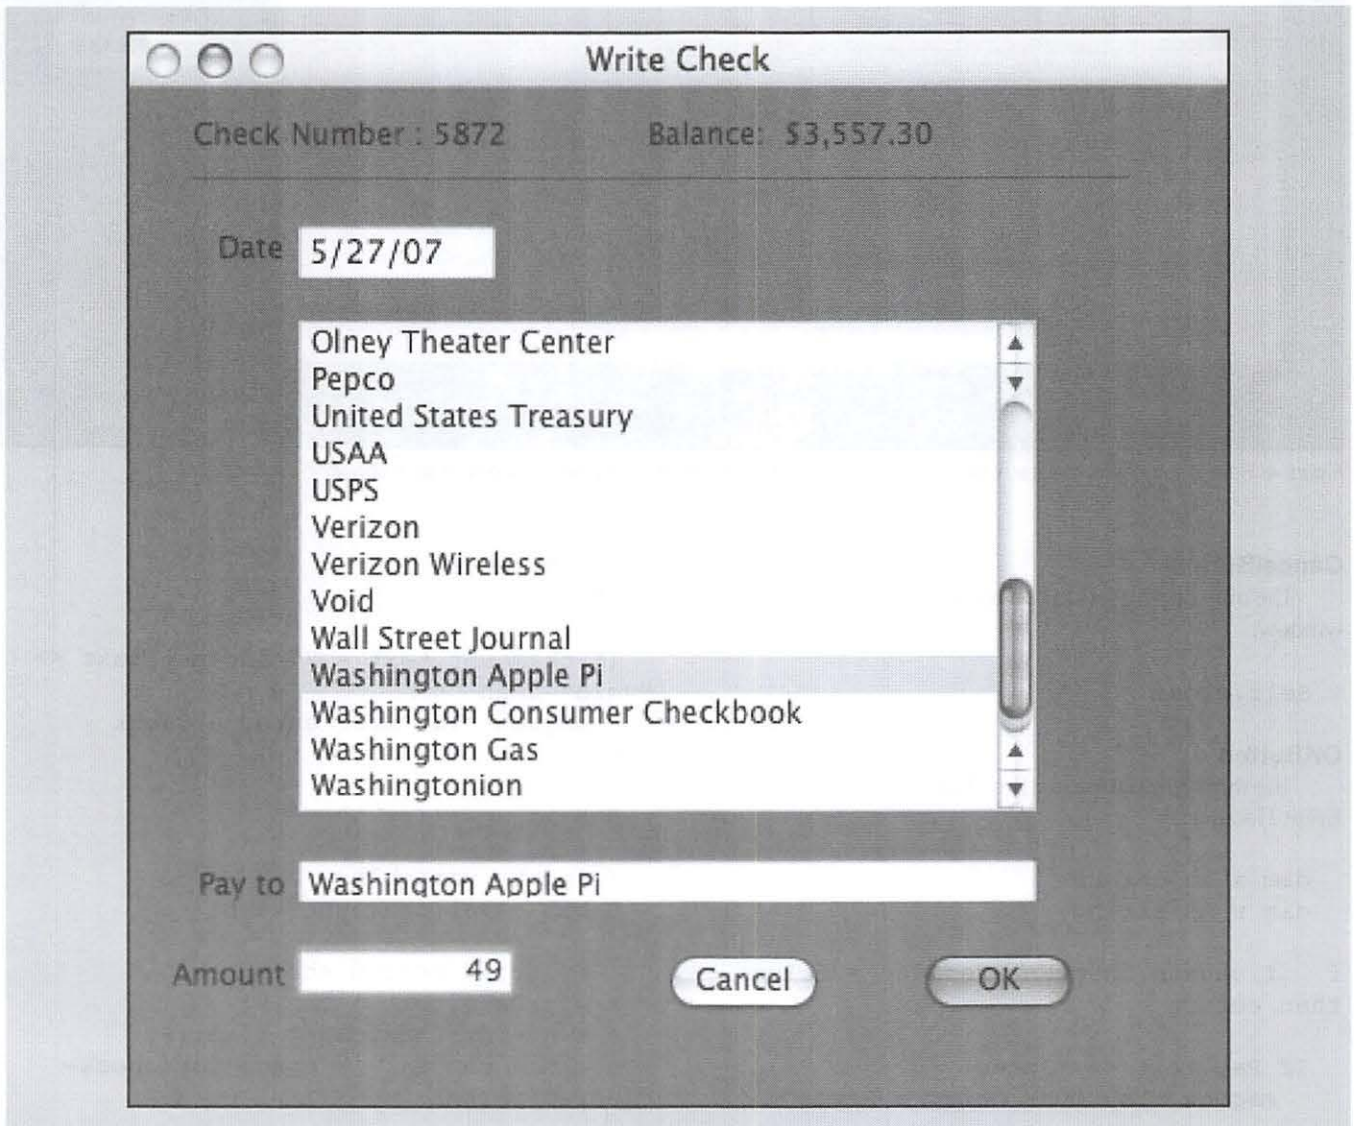 Write Check
Check Number : 5872 Balance: $3,557.30
Date 5/27/07
Olney Theater Center
Pepco
United States Treasury
USAA
USPS
Verizon
Verizon Wireless
Void
Wall Street Journal
Washington Apple Pi
Washington Consumer Checkbook
Washington Gas
Washingtonion
Pay to Washington Apple Pi
Amount 49 Cancel OK